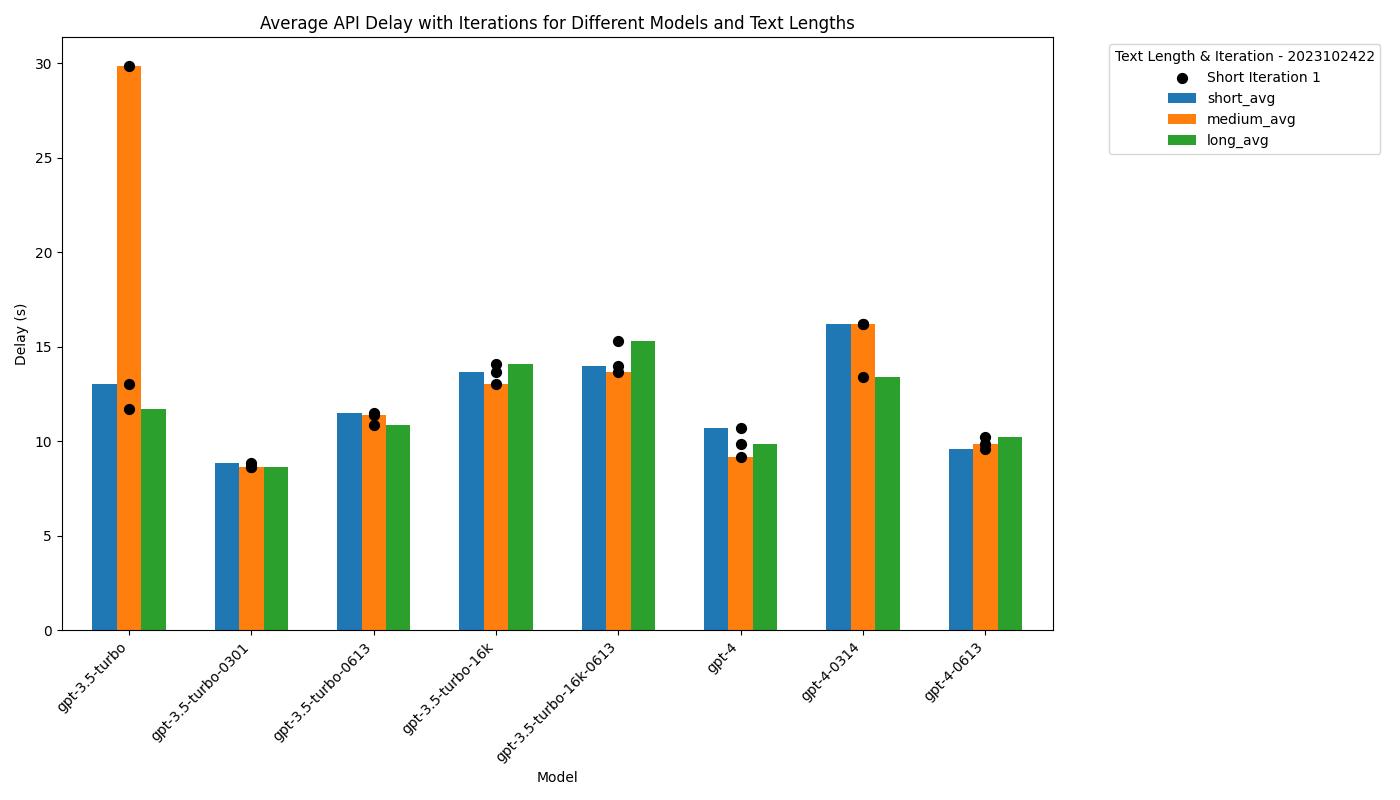 Average API Delay with Iterations for Different Models and Text Lengths
Text Length & Iteration - 2023102422
Short Iteration 1
short_avg
medium_avg
long_avg
Delay (s)
30
25
20
15
10
5
0
gpt-3.5-turbo
gpt-3.5-turbo-0301
gpt-3.5-turbo-0613
gpt-3.5-turbo-16k
gpt-3.5-turbo-16k-0613
gpt-4
gpt-4-0314
gpt-4-0613
Model